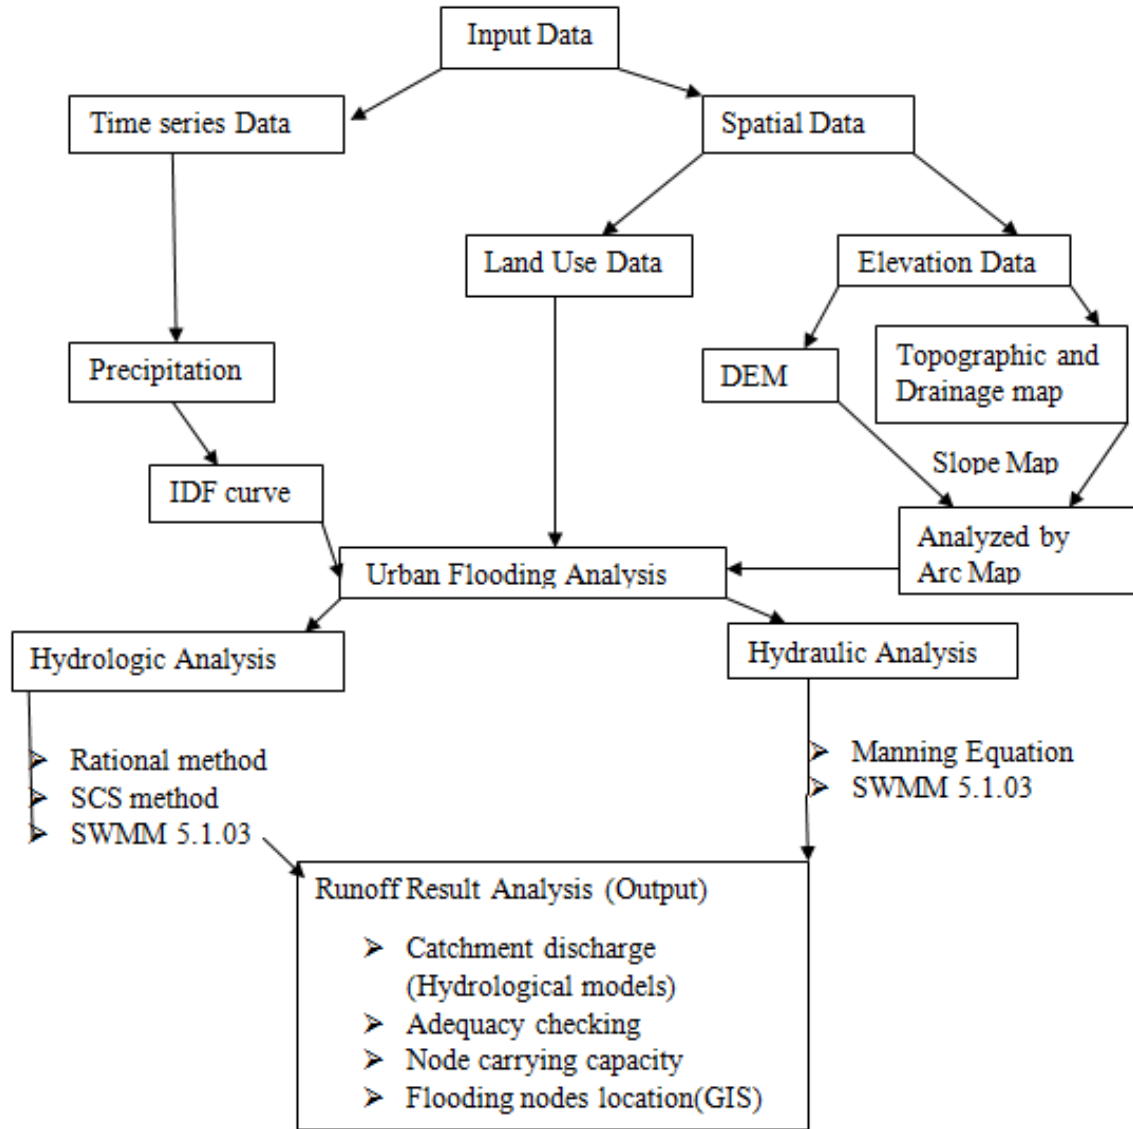 Input Data
Time series Data
Spatial Data
Land Use Data
Elevation Data
Precipitation
DEM
Topographic and
Drainage map
Slope Map
IDF curve
Analyzed by
Arc Map
Urban Flooding Analysis
Hydrologic Analysis
Hydraulic Analysis
➤ Rational method
➤ SCS method
➤ SWMM 5.1.03
➤ Manning Equation
➤ SWMM 5.1.03
Runoff Result Analysis (Output)
➤ Catchment discharge
(Hydrological models)
➤ Adequacy checking
➤ Node carrying capacity
➤ Flooding nodes location(GIS)